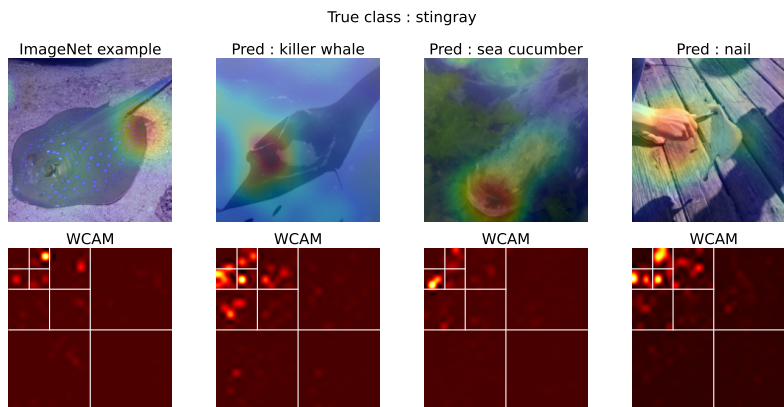 True class : stingray
ImageNet example
Pred : killer whale
Pred : sea cucumber
Pred : nail
WCAM
WCAM
WCAM
WCAM